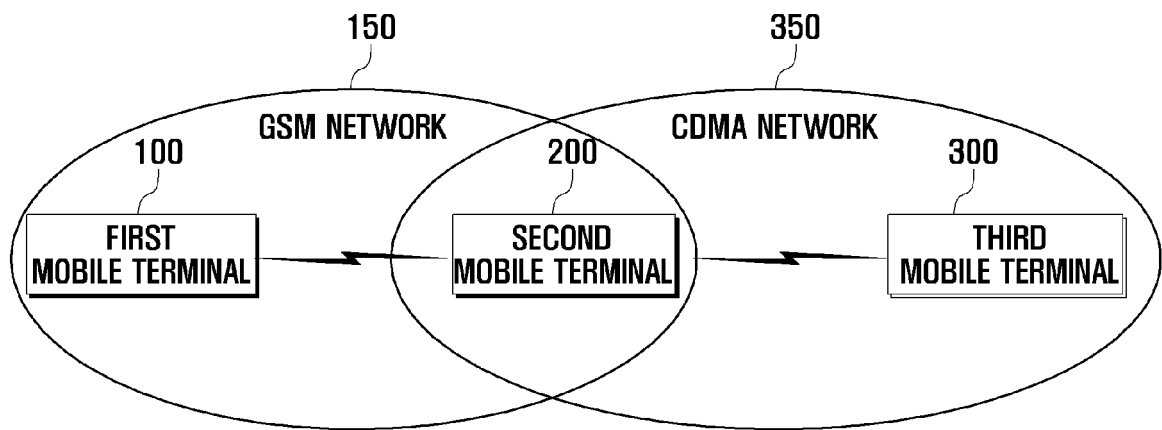 150
350
GSM NETWORK
CDMA NETWORK
100
200
300
FIRST
MOBILE TERMINAL
SECOND
MOBILE TERMINAL
THIRD
MOBILE TERMINAL